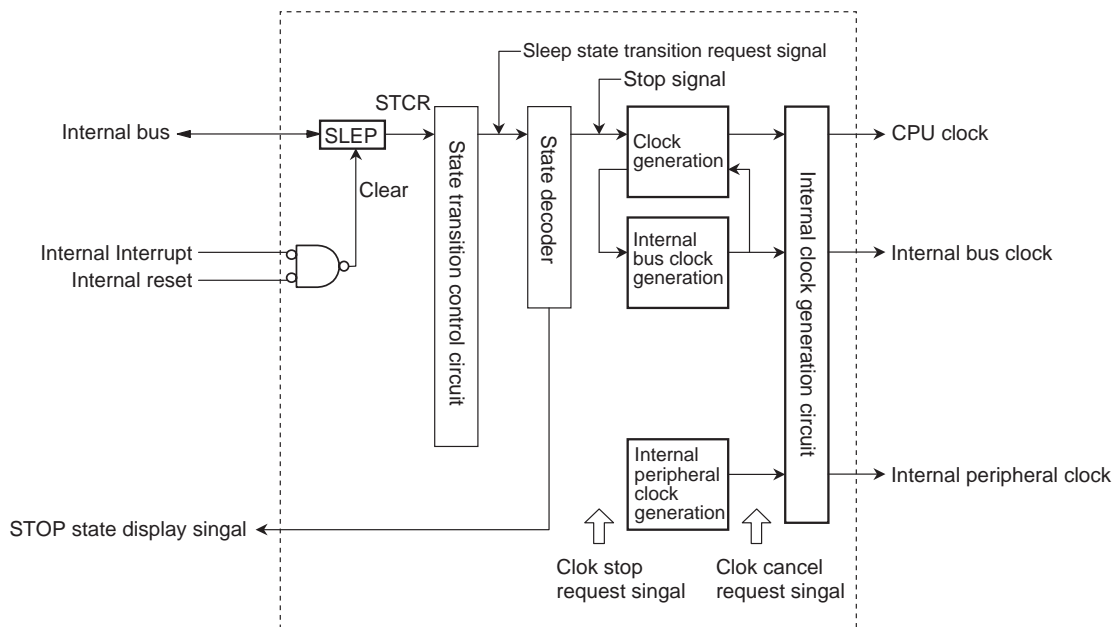 Sleep state transition request signal
Stop signal
STCR
Internal bus
SLEP
Clear
Internal Interrupt
Internal reset
State transition control circuit
State decoder
Clock
generation
Internal
bus clock
generation
Internal
peripheral
clock
generation
Internal clock generation circuit
CPU clock
Internal bus clock
Internal peripheral clock
STOP state display singal
Clok stop
request singal
Clok cancel
request singal